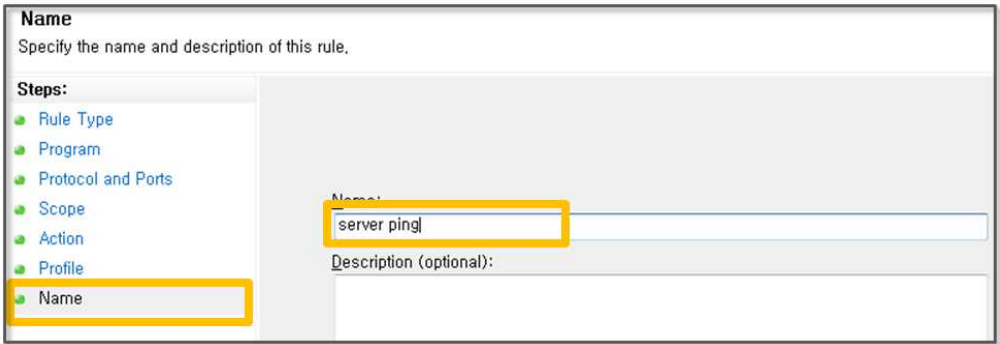 Name
Specify the name and description of this rule,
Steps:
Rule Type
Program
Protocol and Ports
Scope
Action
Profile
Name
Name:
server ping
Description (optional):